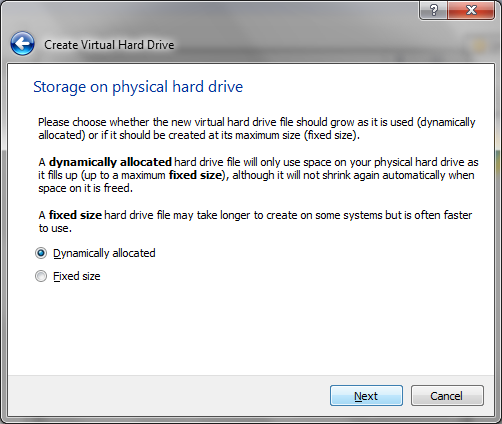 ?
Create Virtual Hard Drive
Storage on physical hard drive
Please choose whether the new virtual hard drive file should grow as it is used (dynamically
allocated) or if it should be created at its maximum size (fixed size).
A dynamically allocated hard drive file will only use space on your physical hard drive as
it fills up (up to a maximum fixed size), although it will not shrink again automatically when
space on it is freed.
A fixed size hard drive file may take longer to create on some systems but is often faster
to use.
Dynamically allocated
Fixed size
Next Cancel